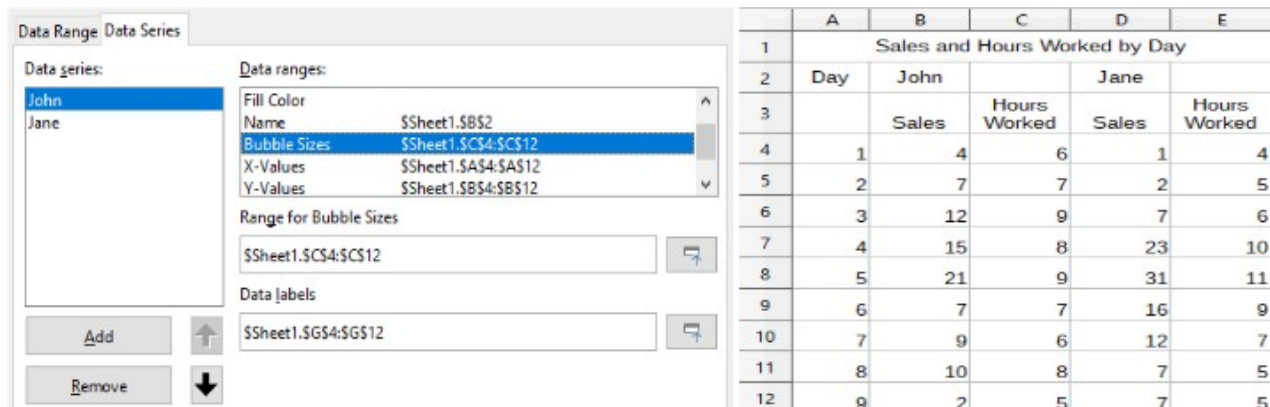 Data Range Data Series
Data series:
John
Jane
Add
Remove
Data ranges:
Fill Color
Name $Sheet1.$B$2
Bubble Sizes $Sheet1.$C$4:$C$12
X-Values $Sheet1.$A$4:$A$12
Y-Values $Sheet1.$B$4:$B$12
Range for Bubble Sizes
$Sheet1.$C$4:$C$12
Data labels
$Sheet1.$G$4:$G$12
A B C D E
1 Sales and Hours Worked by Day
2 Day John Jane
3 Sales Hours Worked Sales Hours Worked
4 1 4 6 1 4
5 2 7 7 2 5
6 3 12 9 7 6
7 4 15 8 23 10
8 5 21 9 31 11
9 6 7 7 16 9
10 7 9 6 12 7
11 8 10 8 7 5
12 9 2 5 7 5